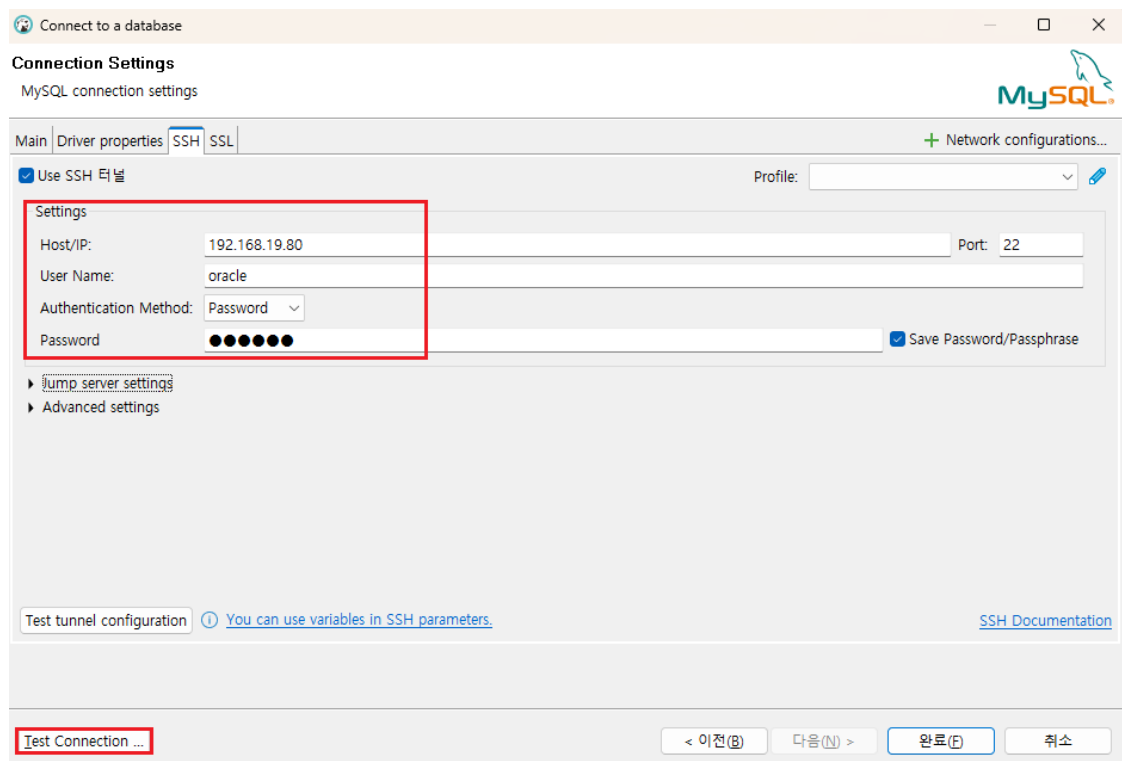 Connect to a database
Connection Settings
MySQL connection settings
MySQL
Main Driver properties SSH SSL Network configurations...
Use SSH 터널 Profile:
Settings
Host/IP: 192.168.19.80 Port: 22
User Name: oracle
Authentication Method: Password
Password ●●●●●● Save Password/Passphrase
Jump server settings
Advanced settings
Test tunnel configuration You can use variables in SSH parameters. SSH Documentation
Test Connection ... < 이전(B) 다음(N) > 완료(F) 취소